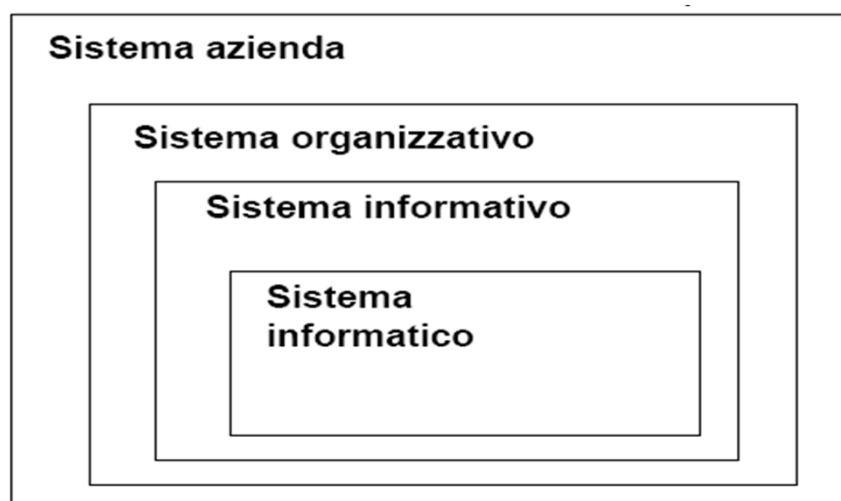 Sistema azienda
Sistema organizzativo
Sistema informativo
Sistema
informatico